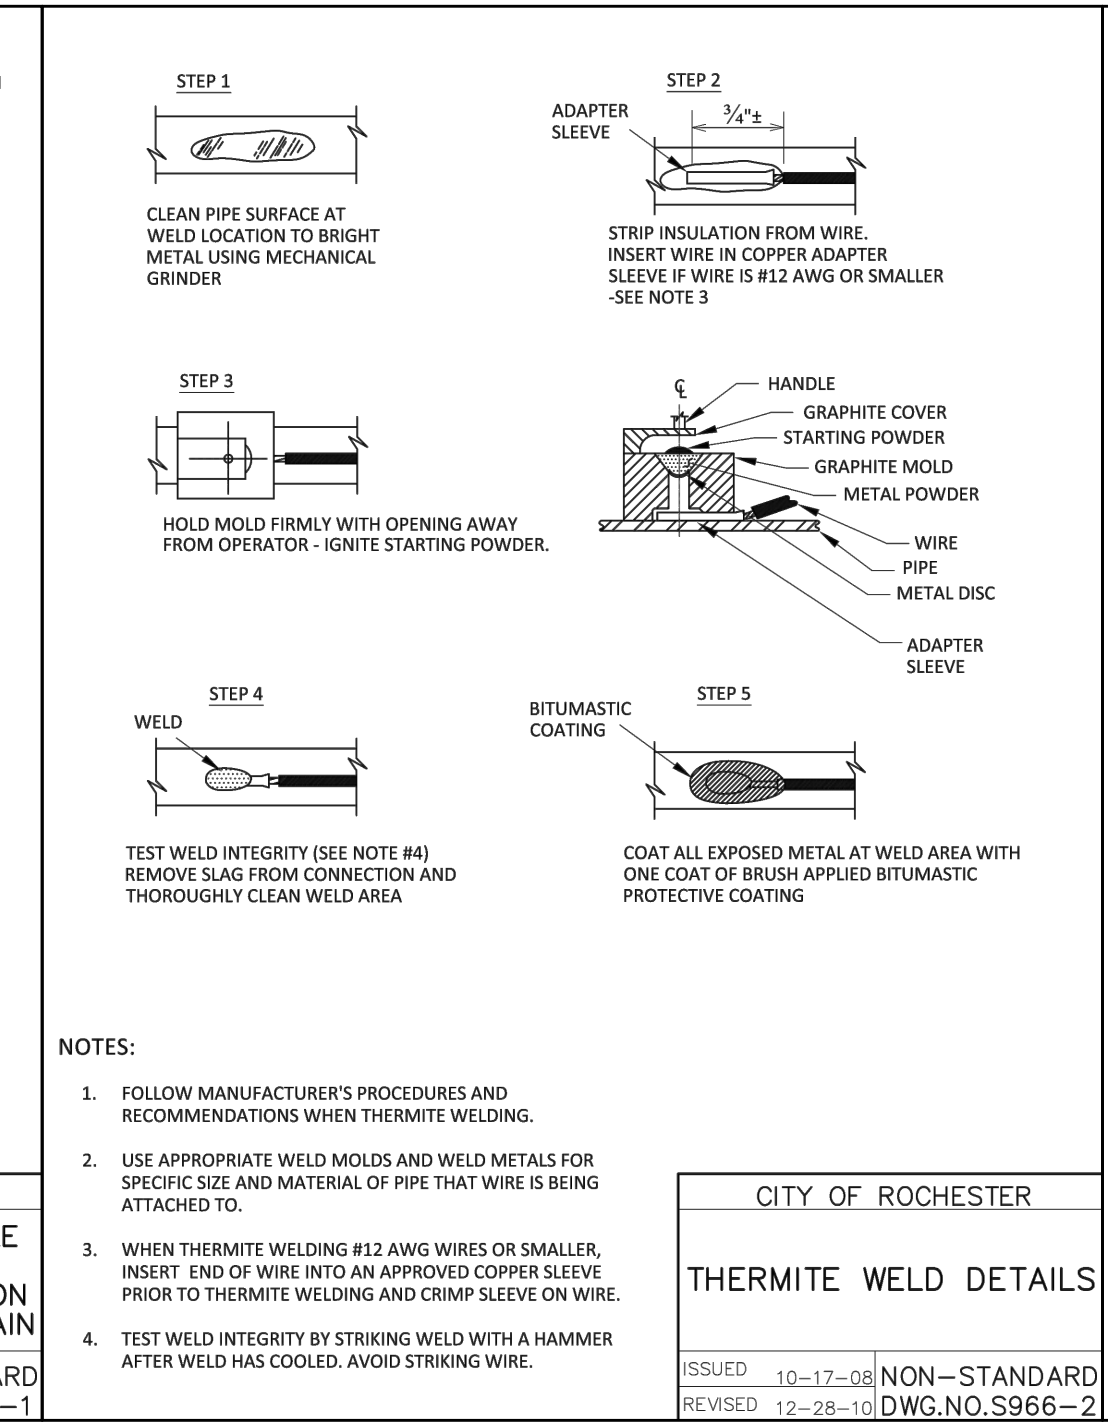 STEP 1
CLEAN PIPE SURFACE AT
WELD LOCATION TO BRIGHT
METAL USING MECHANICAL
GRINDER
STEP 2
ADAPTER
SLEEVE
¾"±
STRIP INSULATION FROM WIRE.
INSERT WIRE IN COPPER ADAPTER
SLEEVE IF WIRE IS #12 AWG OR SMALLER
-SEE NOTE 3
STEP 3
HOLD MOLD FIRMLY WITH OPENING AWAY
FROM OPERATOR - IGNITE STARTING POWDER.
℄
HANDLE
GRAPHITE COVER
STARTING POWDER
GRAPHITE MOLD
METAL POWDER
WIRE
PIPE
METAL DISC
ADAPTER
SLEEVE
STEP 4
WELD
TEST WELD INTEGRITY (SEE NOTE #4)
REMOVE SLAG FROM CONNECTION AND
THOROUGHLY CLEAN WELD AREA
STEP 5
BITUMASTIC
COATING
COAT ALL EXPOSED METAL AT WELD AREA WITH
ONE COAT OF BRUSH APPLIED BITUMASTIC
PROTECTIVE COATING
NOTES:
1. FOLLOW MANUFACTURER'S PROCEDURES AND
RECOMMENDATIONS WHEN THERMITE WELDING.
2. USE APPROPRIATE WELD MOLDS AND WELD METALS FOR
SPECIFIC SIZE AND MATERIAL OF PIPE THAT WIRE IS BEING
ATTACHED TO.
3. WHEN THERMITE WELDING #12 AWG WIRES OR SMALLER,
INSERT END OF WIRE INTO AN APPROVED COPPER SLEEVE
PRIOR TO THERMITE WELDING AND CRIMP SLEEVE ON WIRE.
4. TEST WELD INTEGRITY BY STRIKING WELD WITH A HAMMER
AFTER WELD HAS COOLED. AVOID STRIKING WIRE.
CITY OF ROCHESTER
THERMITE WELD DETAILS
ISSUED 10-17-08
REVISED 12-28-10
NON-STANDARD
DWG.NO.S966-2
E
ON
AIN
ARD
-1